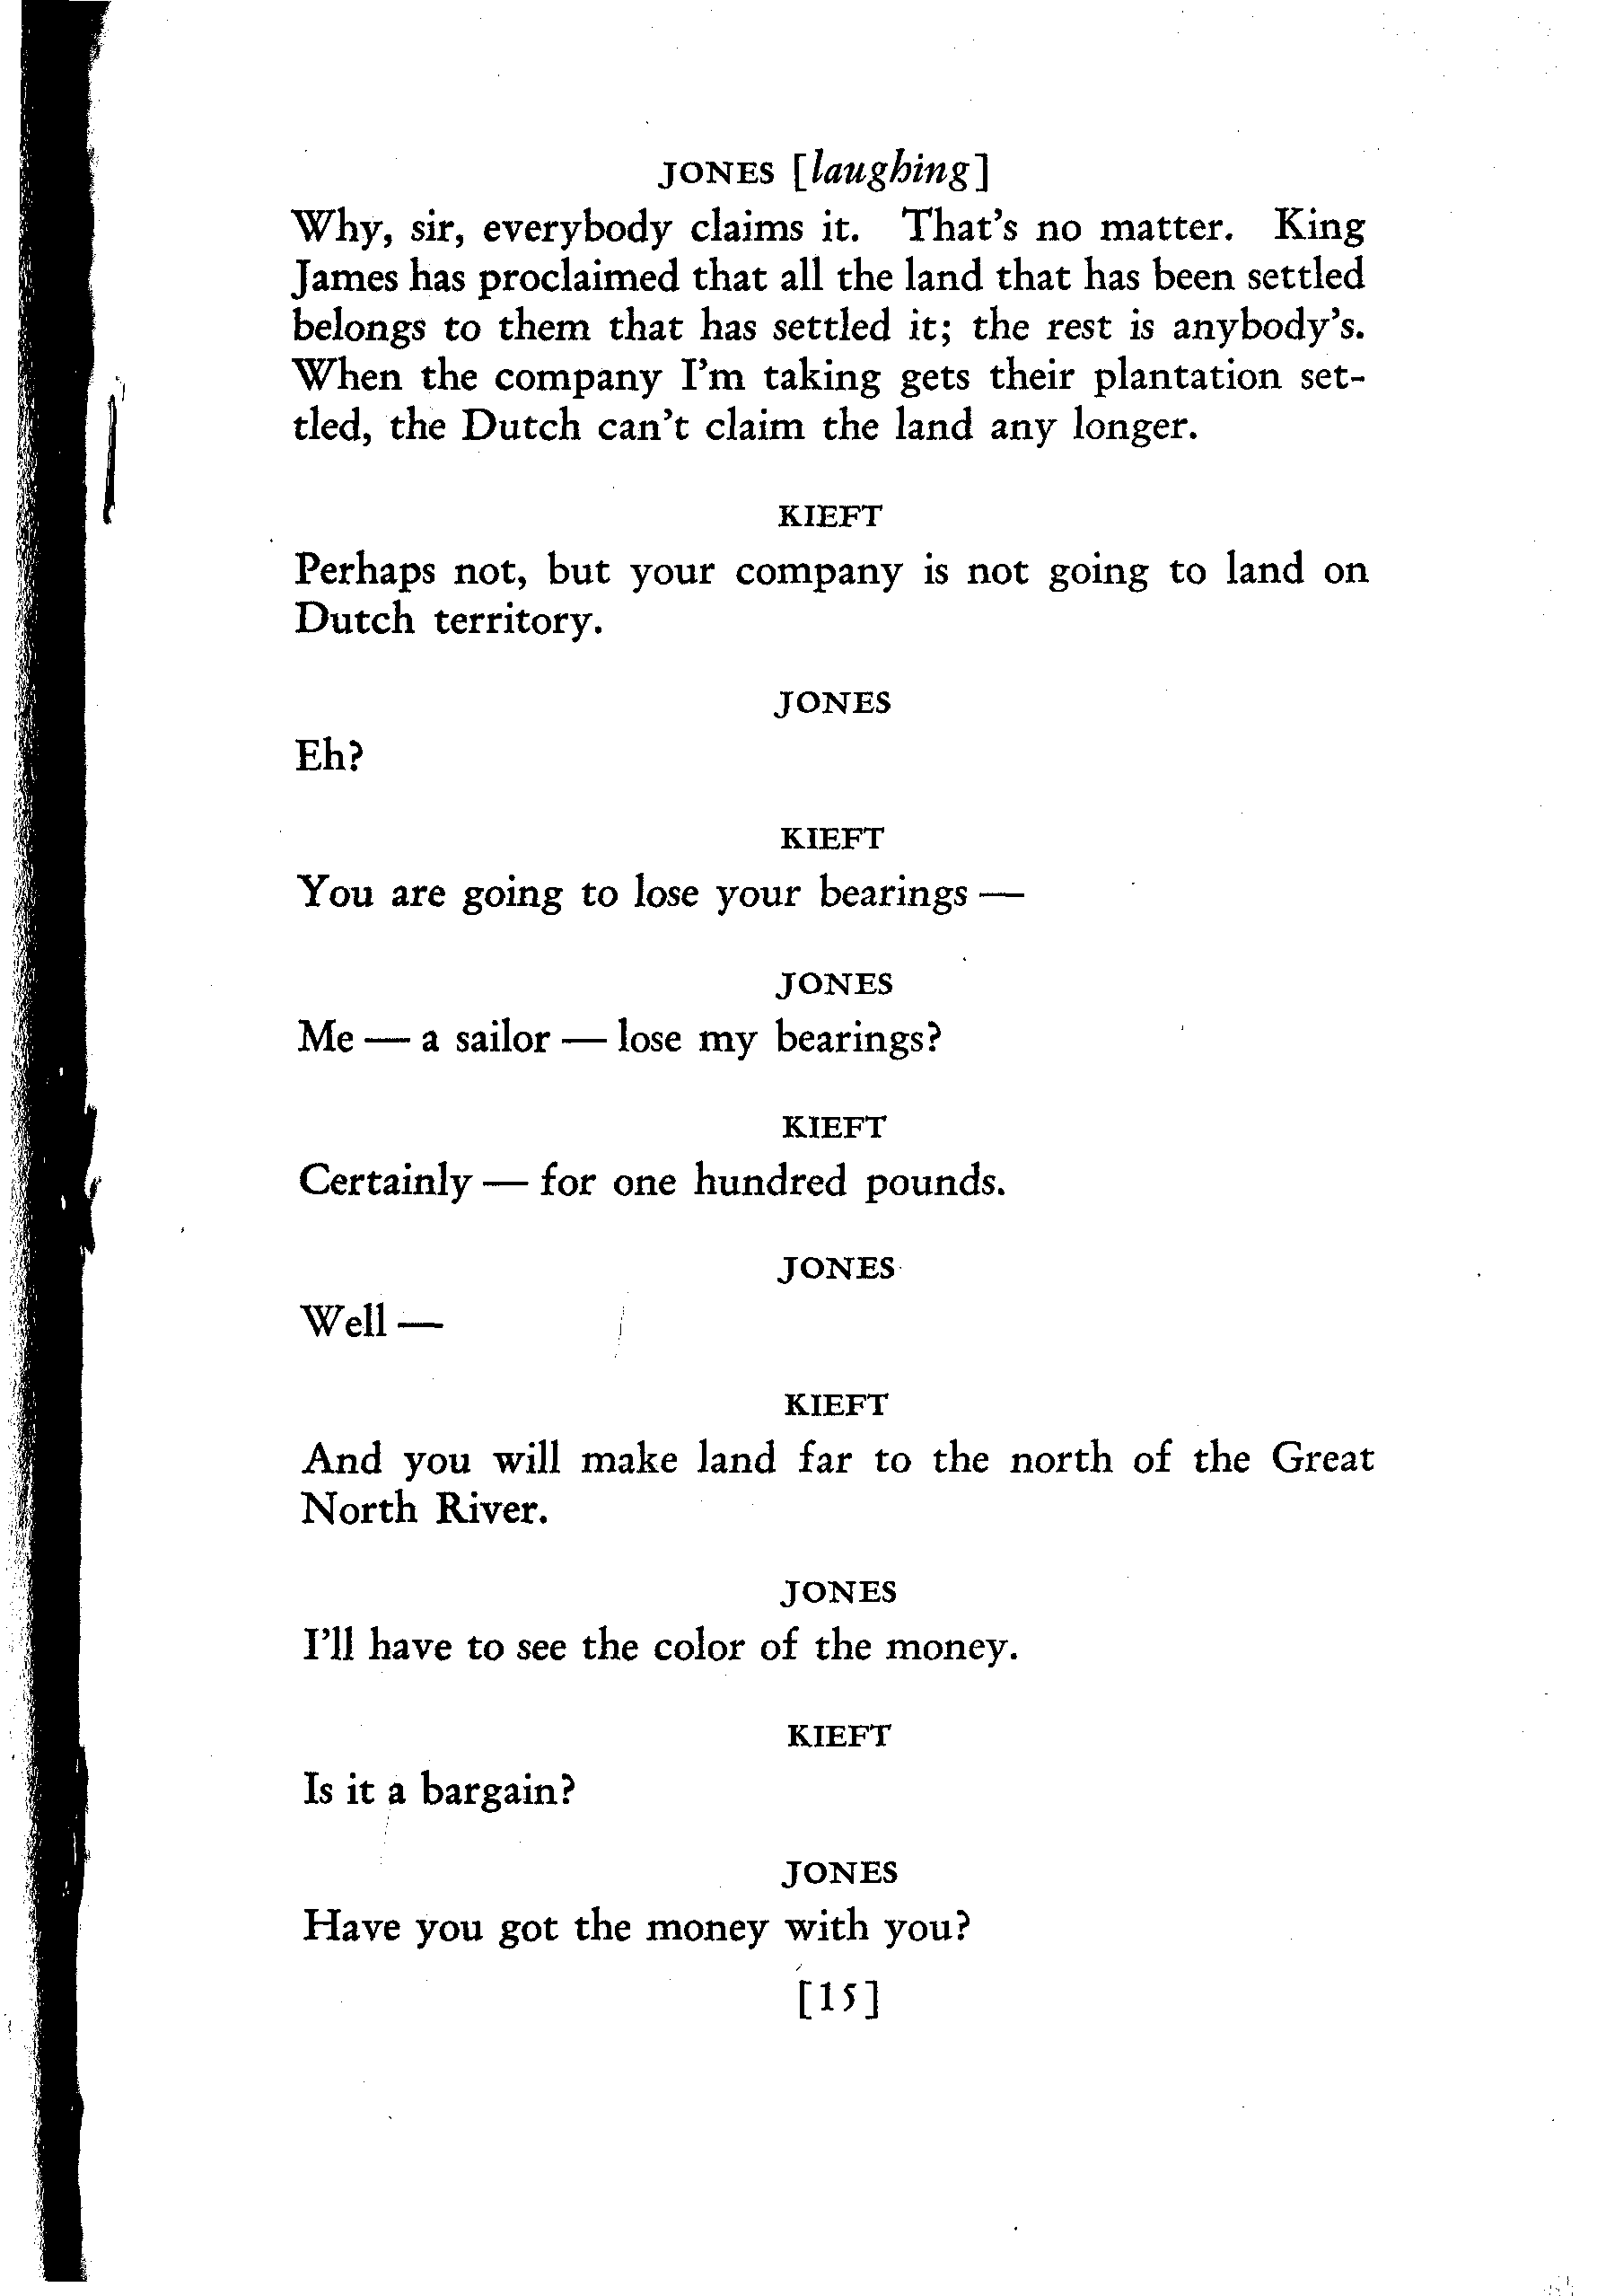 JONES [laughing]
Why, sir, everybody claims it. That's no matter. King
James has proclaimed that all the land that has been settled
belongs to them that has settled it; the rest is anybody's.
When the company I'm taking gets their plantation set-
tled, the Dutch can't claim the land any longer.
KIEFT
Perhaps not, but your company is not going to land on
Dutch territory.
JONES
Eh?
KIEFT
You are going to lose your bearings —
JONES
Me — a sailor — lose my bearings?
KIEFT
Certainly — for one hundred pounds.
JONES
Well —
KIEFT
And you will make land far to the north of the Great
North River.
JONES
I'll have to see the color of the money.
KIEFT
Is it a bargain?
JONES
Have you got the money with you?
[15]